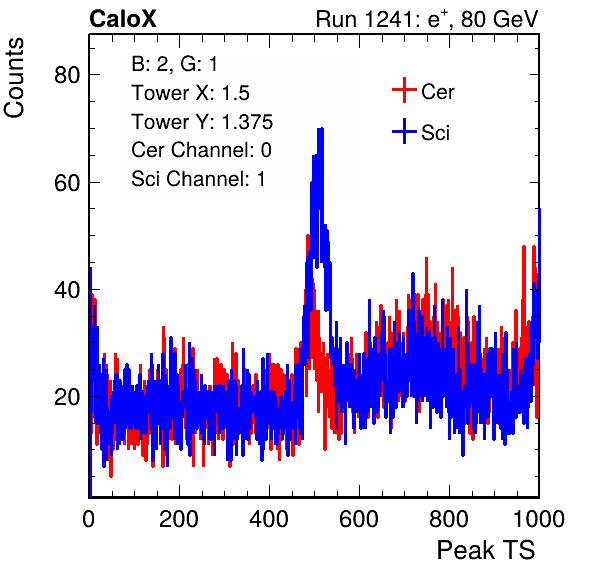 CaloX
Run 1241: e+, 80 GeV
Counts
B: 2, G: 1
Tower X: 1.5
Tower Y: 1.375
Cer Channel: 0
Sci Channel: 1
Cer
Sci
80
60
40
20
0 200 400 600 800 1000
Peak TS